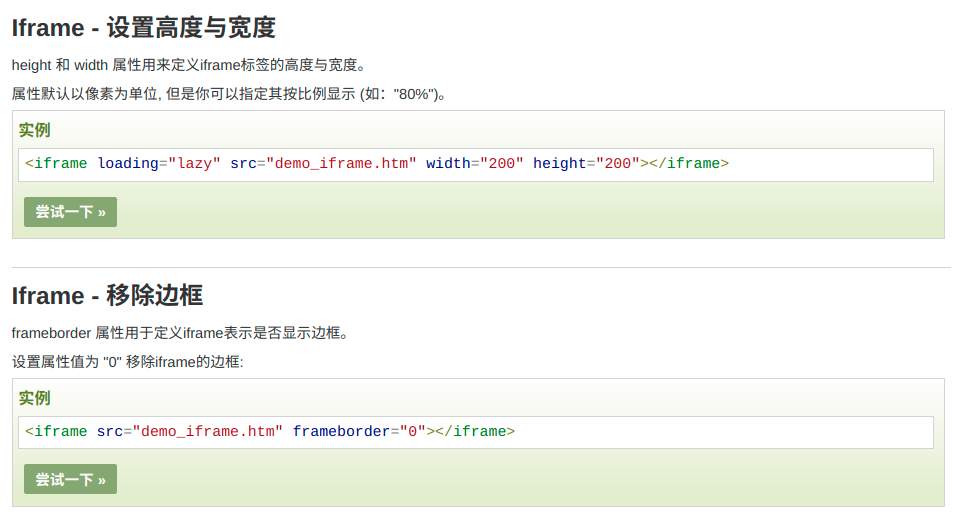 Iframe - 设置高度与宽度
height 和 width 属性用来定义iframe标签的高度与宽度。
属性默认以像素为单位, 但是你可以指定其按比例显示 (如："80%")。
实例
<iframe loading="lazy" src="demo_iframe.htm" width="200" height="200"></iframe>
尝试一下 »
Iframe - 移除边框
frameborder 属性用于定义iframe表示是否显示边框。
设置属性值为 "0" 移除iframe的边框:
实例
<iframe src="demo_iframe.htm" frameborder="0"></iframe>
尝试一下 »